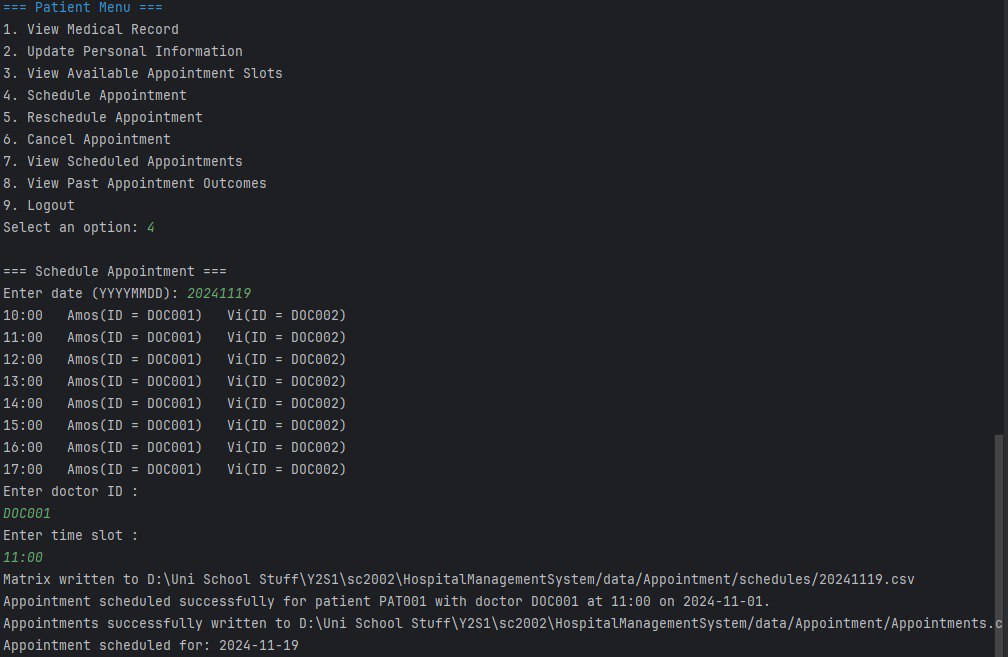 === Patient Menu ===
1. View Medical Record
2. Update Personal Information
3. View Available Appointment Slots
4. Schedule Appointment
5. Reschedule Appointment
6. Cancel Appointment
7. View Scheduled Appointments
8. View Past Appointment Outcomes
9. Logout
Select an option: 4
=== Schedule Appointment ===
Enter date (YYYYMMDD): 20241119
10:00   Amos(ID = DOC001)   Vi(ID = DOC002)
11:00   Amos(ID = DOC001)   Vi(ID = DOC002)
12:00   Amos(ID = DOC001)   Vi(ID = DOC002)
13:00   Amos(ID = DOC001)   Vi(ID = DOC002)
14:00   Amos(ID = DOC001)   Vi(ID = DOC002)
15:00   Amos(ID = DOC001)   Vi(ID = DOC002)
16:00   Amos(ID = DOC001)   Vi(ID = DOC002)
17:00   Amos(ID = DOC001)   Vi(ID = DOC002)
Enter doctor ID :
DOC001
Enter time slot :
11:00
Matrix written to D:\Uni School Stuff\Y2S1\sc2002\HospitalManagementSystem/data/Appointment/schedules/20241119.csv
Appointment scheduled successfully for patient PAT001 with doctor DOC001 at 11:00 on 2024-11-01.
Appointments successfully written to D:\Uni School Stuff\Y2S1\sc2002\HospitalManagementSystem/data/Appointment/Appointments.c
Appointment scheduled for: 2024-11-19